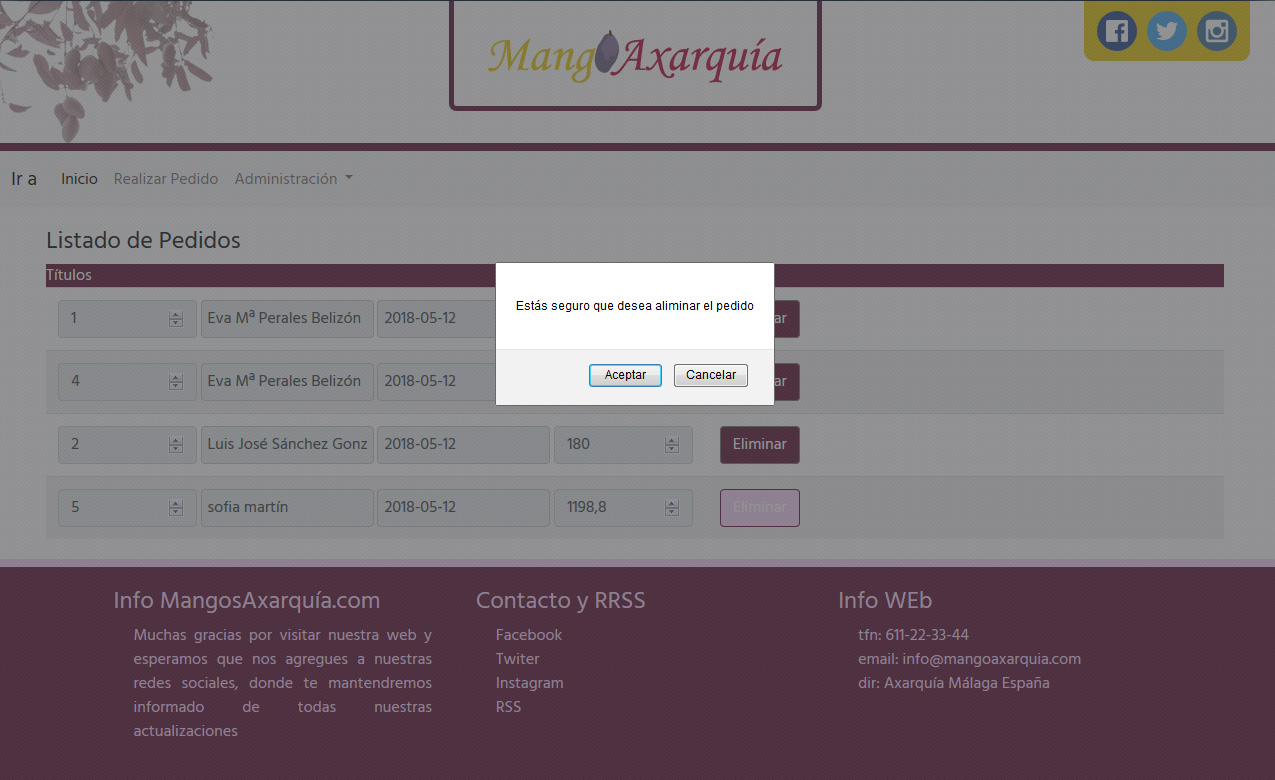 Mang Axarquía
Ir a Inicio Realizar Pedido Administración
Listado de Pedidos
Títulos
Estás seguro que desea aliminar el pedido
Aceptar Cancelar
1 Eva Mª Perales Belizón 2018-05-12 ar
4 Eva Mª Perales Belizón 2018-05-12 ar
2 Luis José Sánchez Gonz 2018-05-12 180 Eliminar
5 sofia martín 2018-05-12 1198,8 Eliminar
Info MangosAxarquía.com
Muchas gracias por visitar nuestra web y
esperamos que nos agregues a nuestras
redes sociales, donde te mantendremos
informado de todas nuestras
actualizaciones
Contacto y RRSS
Facebook
Twiter
Instagram
RSS
Info WEb
tfn: 611-22-33-44
email: info@mangoaxarquia.com
dir: Axarquía Málaga España